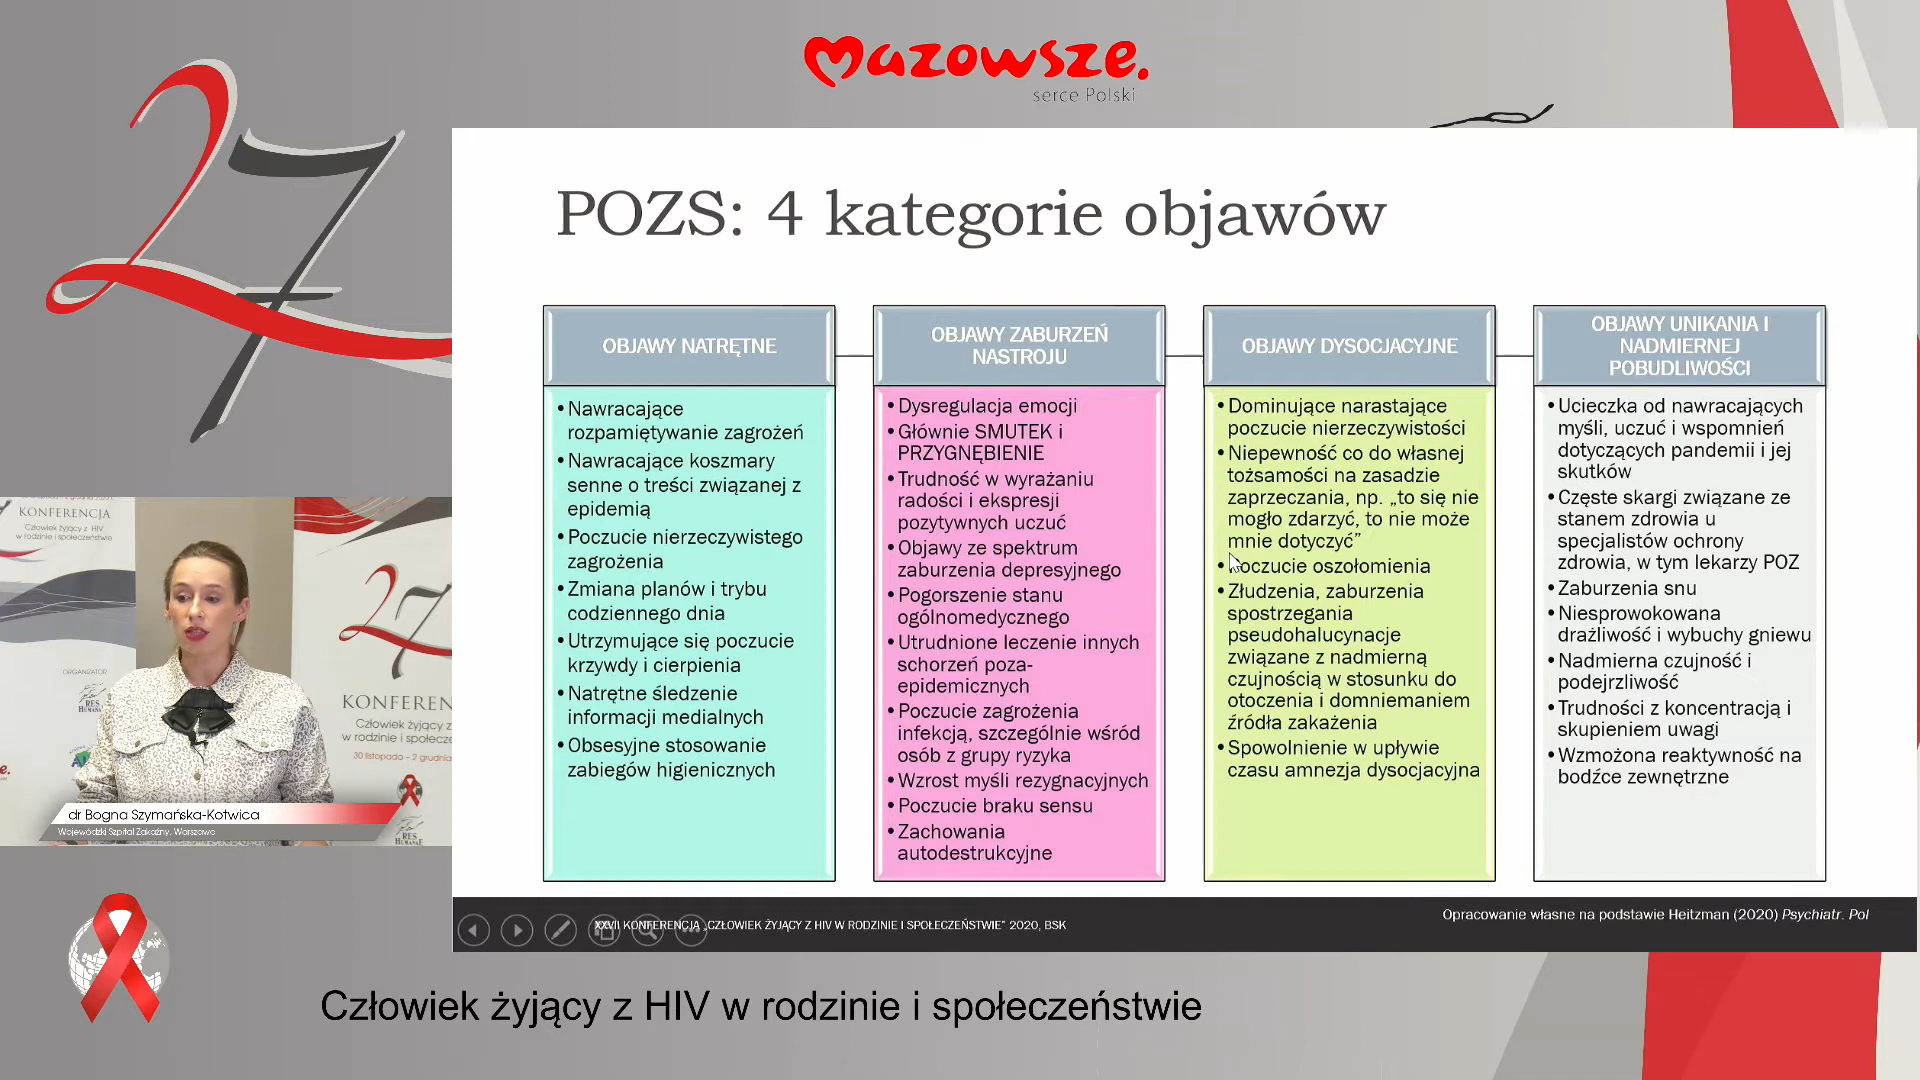 27
Mazowsze.
serce Polski
POZS: 4 kategorie objawów
OBJAWY NATRĘTNE
•Nawracające
rozpamiętywanie zagrożeń
•Nawracające koszmary
senne o treści związanej z
epidemią
•Poczucie nierzeczywistego
zagrożenia
•Zmiana planów i trybu
codziennego dnia
•Utrzymujące się poczucie
krzywdy i cierpienia
•Natrętne śledzenie
informacji medialnych
•Obsesyjne stosowanie
zabiegów higienicznych
OBJAWY ZABURZEŃ
NASTROJU
•Dysregulacja emocji
•Głównie SMUTEK i
PRZYGNĘBIENIE
•Trudność w wyrażaniu
radości i ekspresji
pozytywnych uczuć
•Objawy ze spektrum
zaburzenia depresyjnego
•Pogorszenie stanu
ogólnomedycznego
•Utrudnione leczenie innych
schorzeń poza-
epidemicznych
•Poczucie zagrożenia
infekcją, szczególnie wśród
osób z grupy ryzyka
•Wzrost myśli rezygnacyjnych
•Poczucie braku sensu
•Zachowania
autodestrukcyjne
OBJAWY DYSOCJACYJNE
•Dominujące narastające
poczucie nierzeczywistości
•Niepewność co do własnej
tożsamości na zasadzie
zaprzeczania, np. „to się nie
mogło zdarzyć, to nie może
mnie dotyczyć”
•Poczucie oszołomienia
•Złudzenia, zaburzenia
spostrzegania
pseudohalucynacje
związane z nadmierną
czujnością w stosunku do
otoczenia i domniemaniem
źródła zakażenia
•Spowolnienie w upływie
czasu amnezja dysocjacyjna
OBJAWY UNIKANIA I
NADMIERNEJ
POBUDLIWOŚCI
•Ucieczka od nawracających
myśli, uczuć i wspomnień
dotyczących pandemii i jej
skutków
•Częste skargi związane ze
stanem zdrowia u
specjalistów ochrony
zdrowia, w tym lekarzy POZ
•Zaburzenia snu
•Niesprowokowana
drażliwość i wybuchy gniewu
•Nadmierna czujność i
podejrzliwość
•Trudności z koncentracją i
skupieniem uwagi
•Wzmożona reaktywność na
bodźce zewnętrzne
XXVII KONFERENCJA „CZŁOWIEK ŻYJĄCY Z HIV W RODZINIE I SPOŁECZEŃSTWIE” 2020, BSK
Opracowanie własne na podstawie Heitzman (2020) Psychiatr. Pol
KONFERENCJA
Człowiek żyjący z HIV
w rodzinie i społeczeństwie
ORGANIZATOR
RES
HUMANAE
27
KONFEREN
Człowiek żyjący z
w rodzinie i społecze
30 listopada - 2 grudnia
RES
HUMANAE
dr Bogna Szymańska-Kotwica
Wojewódzki Szpital Zakaźny, Warszawa
Człowiek żyjący z HIV w rodzinie i społeczeństwie